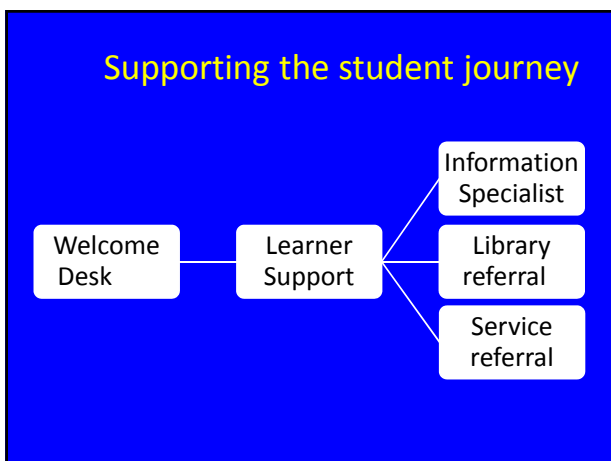 Supporting the student journey
Welcome
Desk
Learner
Support
Information
Specialist
Library
referral
Service
referral